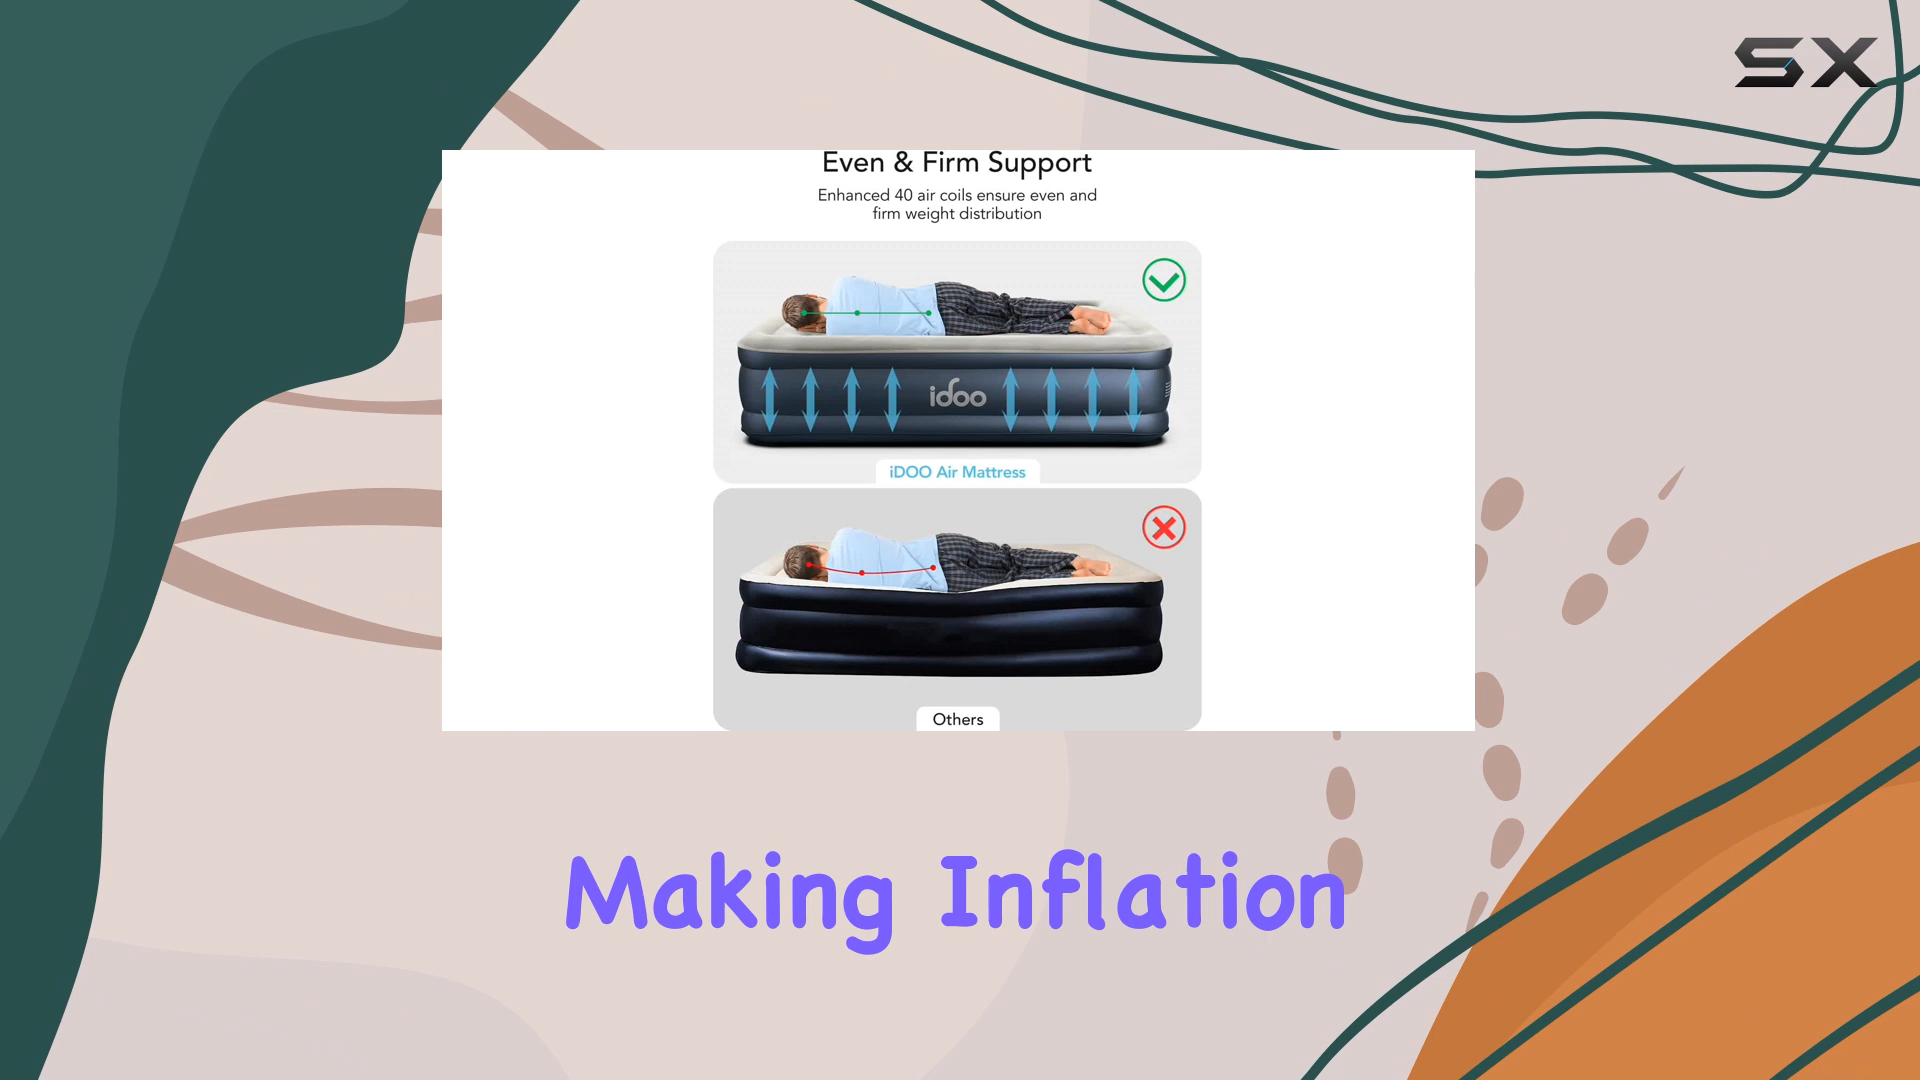 SX
Even & Firm Support
Enhanced 40 air coils ensure even and
firm weight distribution
idoo
iDOO Air Mattress
Others
Making Inflation